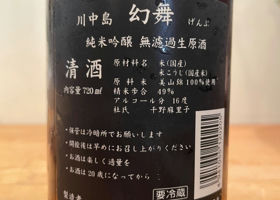 川中島 幻舞 げんぶ
純米吟醸 無濾過生原酒
清酒
内容量720ml
原材料名 米(国産)
米こうじ(国産米)
原料米 美山錦100%使用
精米歩合 49%
アルコール分 16度
杜氏 千野麻里子
・保管は冷暗所でお願いします
・開栓後は早めにお召し上がりください
・お酒は楽しく適量を
・お酒は20歳になってから
要冷蔵
製造者